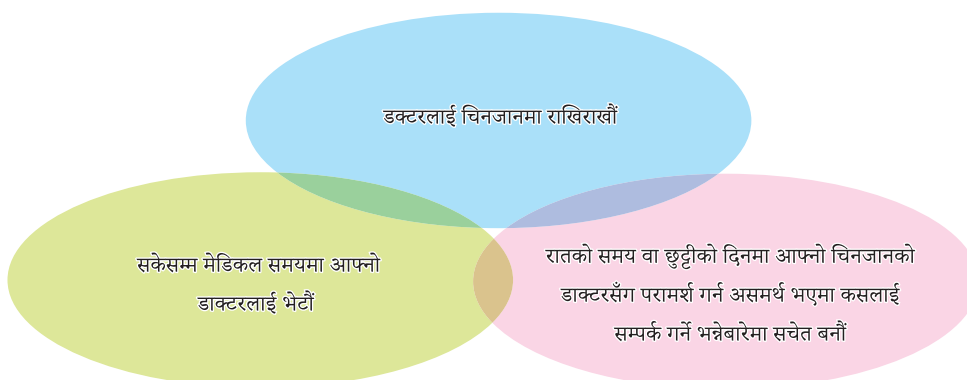 डक्टरलाई चिनजानमा राखिराखौं
सकेसम्म मेडिकल समयमा आफ्नो
डाक्टरलाई भेटौं
रातको समय वा छुट्टीको दिनमा आफ्नो चिनजानको
डाक्टरसँग परामर्श गर्न असमर्थ भएमा कसलाई
सम्पर्क गर्ने भन्नेबारेमा सचेत बनौं